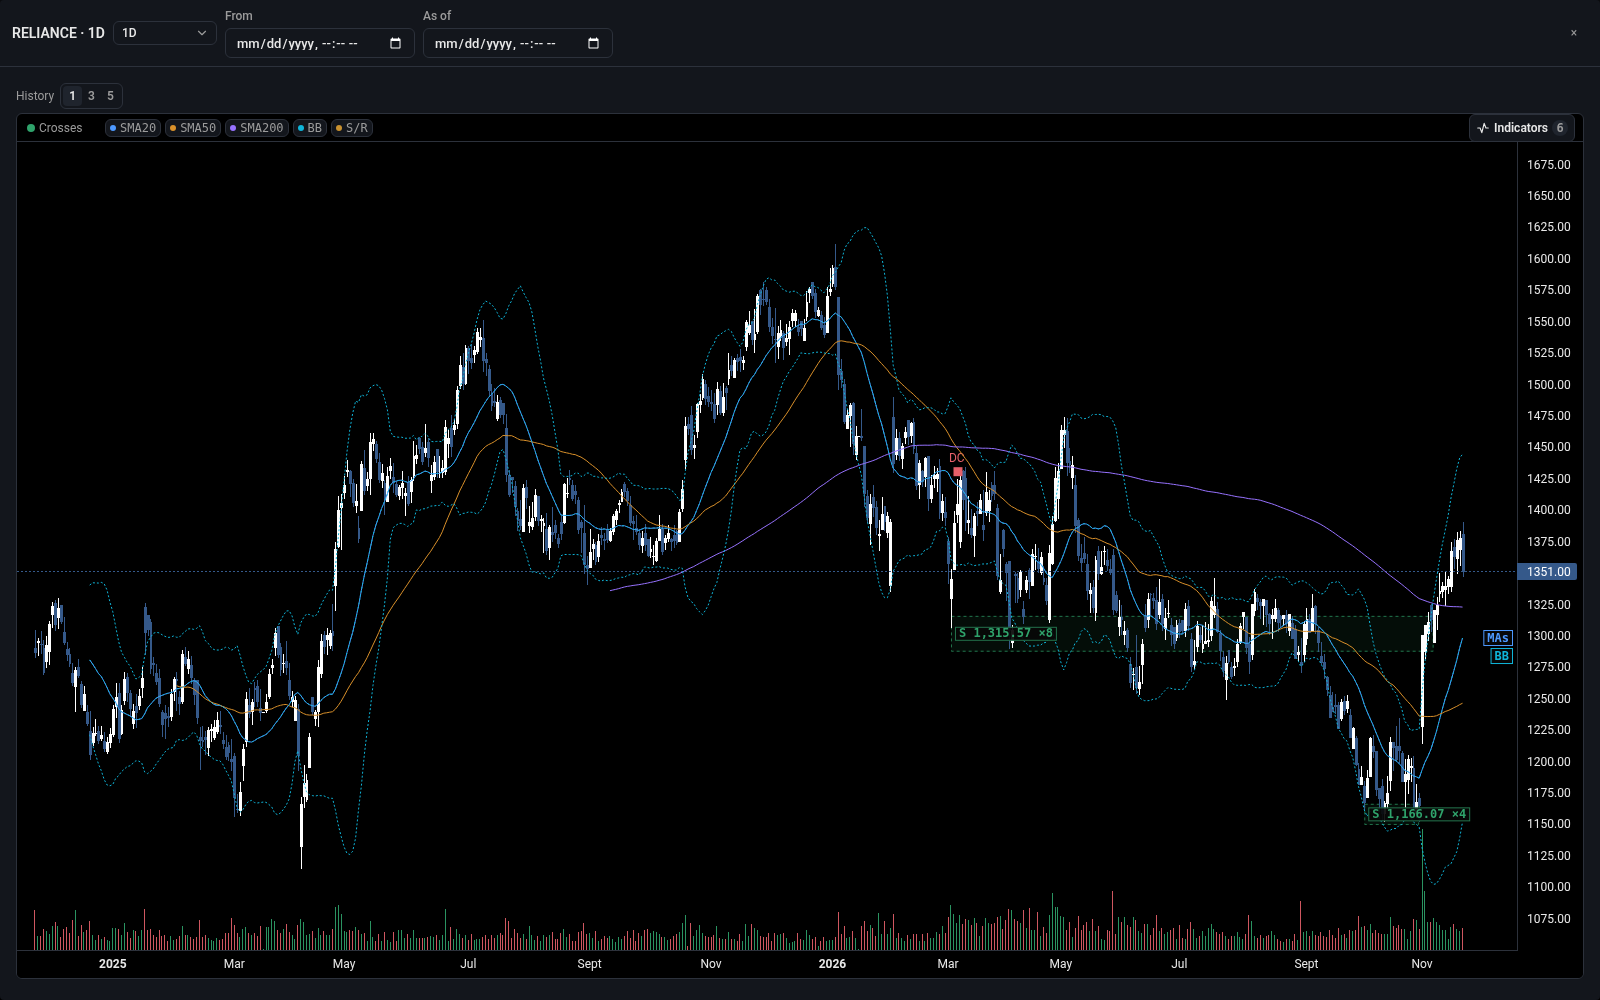 From
As of
RELIANCE · 1D
1D
mm/dd/yyyy, --:-- --
mm/dd/yyyy, --:-- --
×
History
1
3
5
Crosses
SMA20
SMA50
SMA200
BB
S/R
Indicators 6
1675.00
1650.00
1625.00
1600.00
1575.00
1550.00
1525.00
1500.00
1475.00
1450.00
1425.00
1400.00
1375.00
1351.00
1325.00
1300.00
1275.00
1250.00
1225.00
1200.00
1175.00
1150.00
1125.00
1100.00
1075.00
DC
S 1,315.57 ×8
MAs
BB
S 1,166.07 ×4
2025
Mar
May
Jul
Sept
Nov
2026
Mar
May
Jul
Sept
Nov